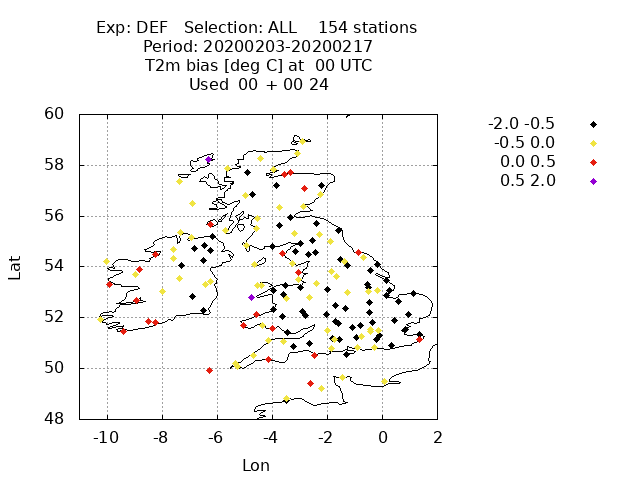 Exp: DEF Selection: ALL 154 stations
Period: 20200203-20200217
T2m bias [deg C] at 00 UTC
Used 00 + 00 24
-2.0 -0.5
-0.5 0.0
0.0 0.5
0.5 2.0
60
58
56
54
52
50
48
Lat
-10 -8 -6 -4 -2 0 2
Lon